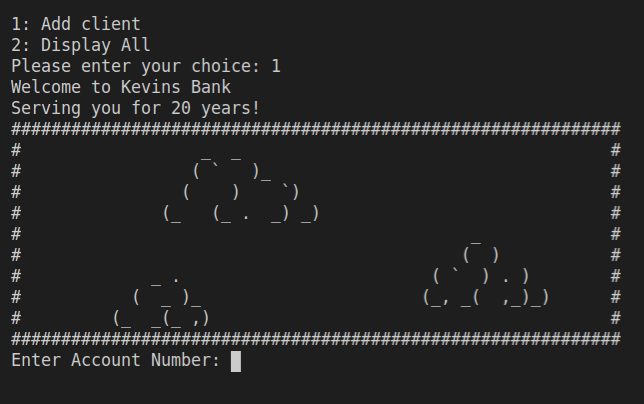 1: Add client
2: Display All
Please enter your choice: 1
Welcome to Kevins Bank
Serving you for 20 years!
#############################################################
#                  _  _                                     #
#                 ( `   )_                                  #
#                (    )    `)                               #
#              (_   (_ .  _) _)                             #
#                                             _             #
#                                            (  )           #
#             _ .                         ( `  ) . )        #
#           (  _ )_                      (_, _(  ,_)_)      #
#         (_  _(_ ,)                                        #
#############################################################
Enter Account Number: